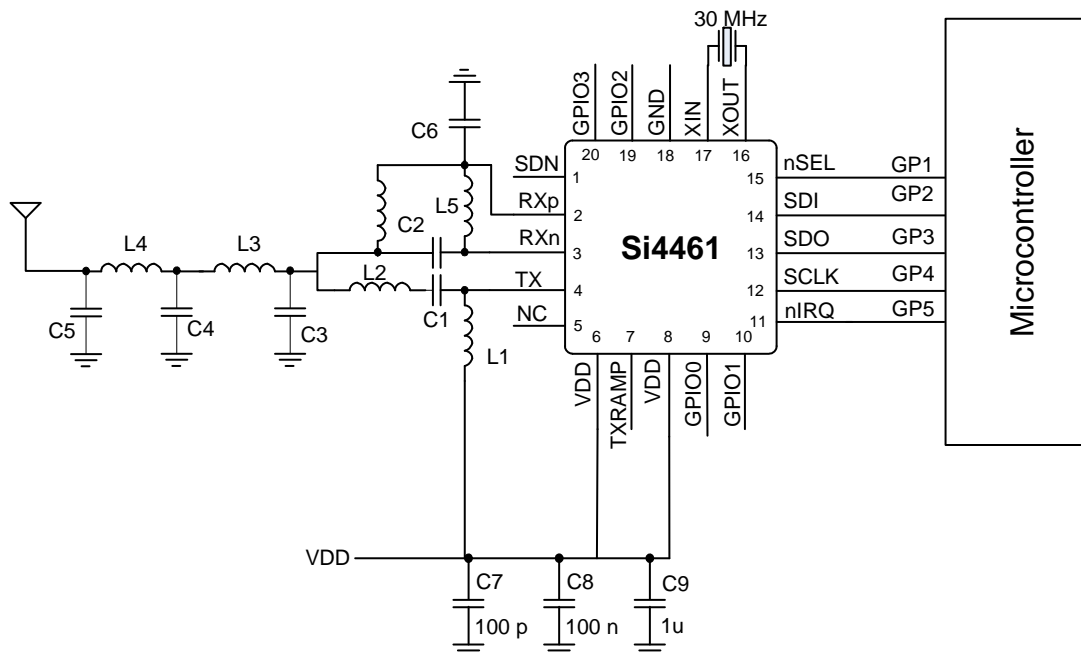 30 MHz
GPIO3
GPIO2
GND
XIN
XOUT
C6
20
19
18
17
16
SDN
1
nSEL
GP1
15
RXp
2
SDI
GP2
14
L5
C2
RXn
3
Si4461
SDO
GP3
13
L4
L3
L2
TX
4
SCLK
GP4
12
C5
C4
C3
C1
NC
5
nIRQ
GP5
11
Microcontroller
L1
6
7
8
9
10
VDD
TXRAMP
VDD
GPIO0
GPIO1
VDD
C7
C8
C9
100 p
100 n
1u